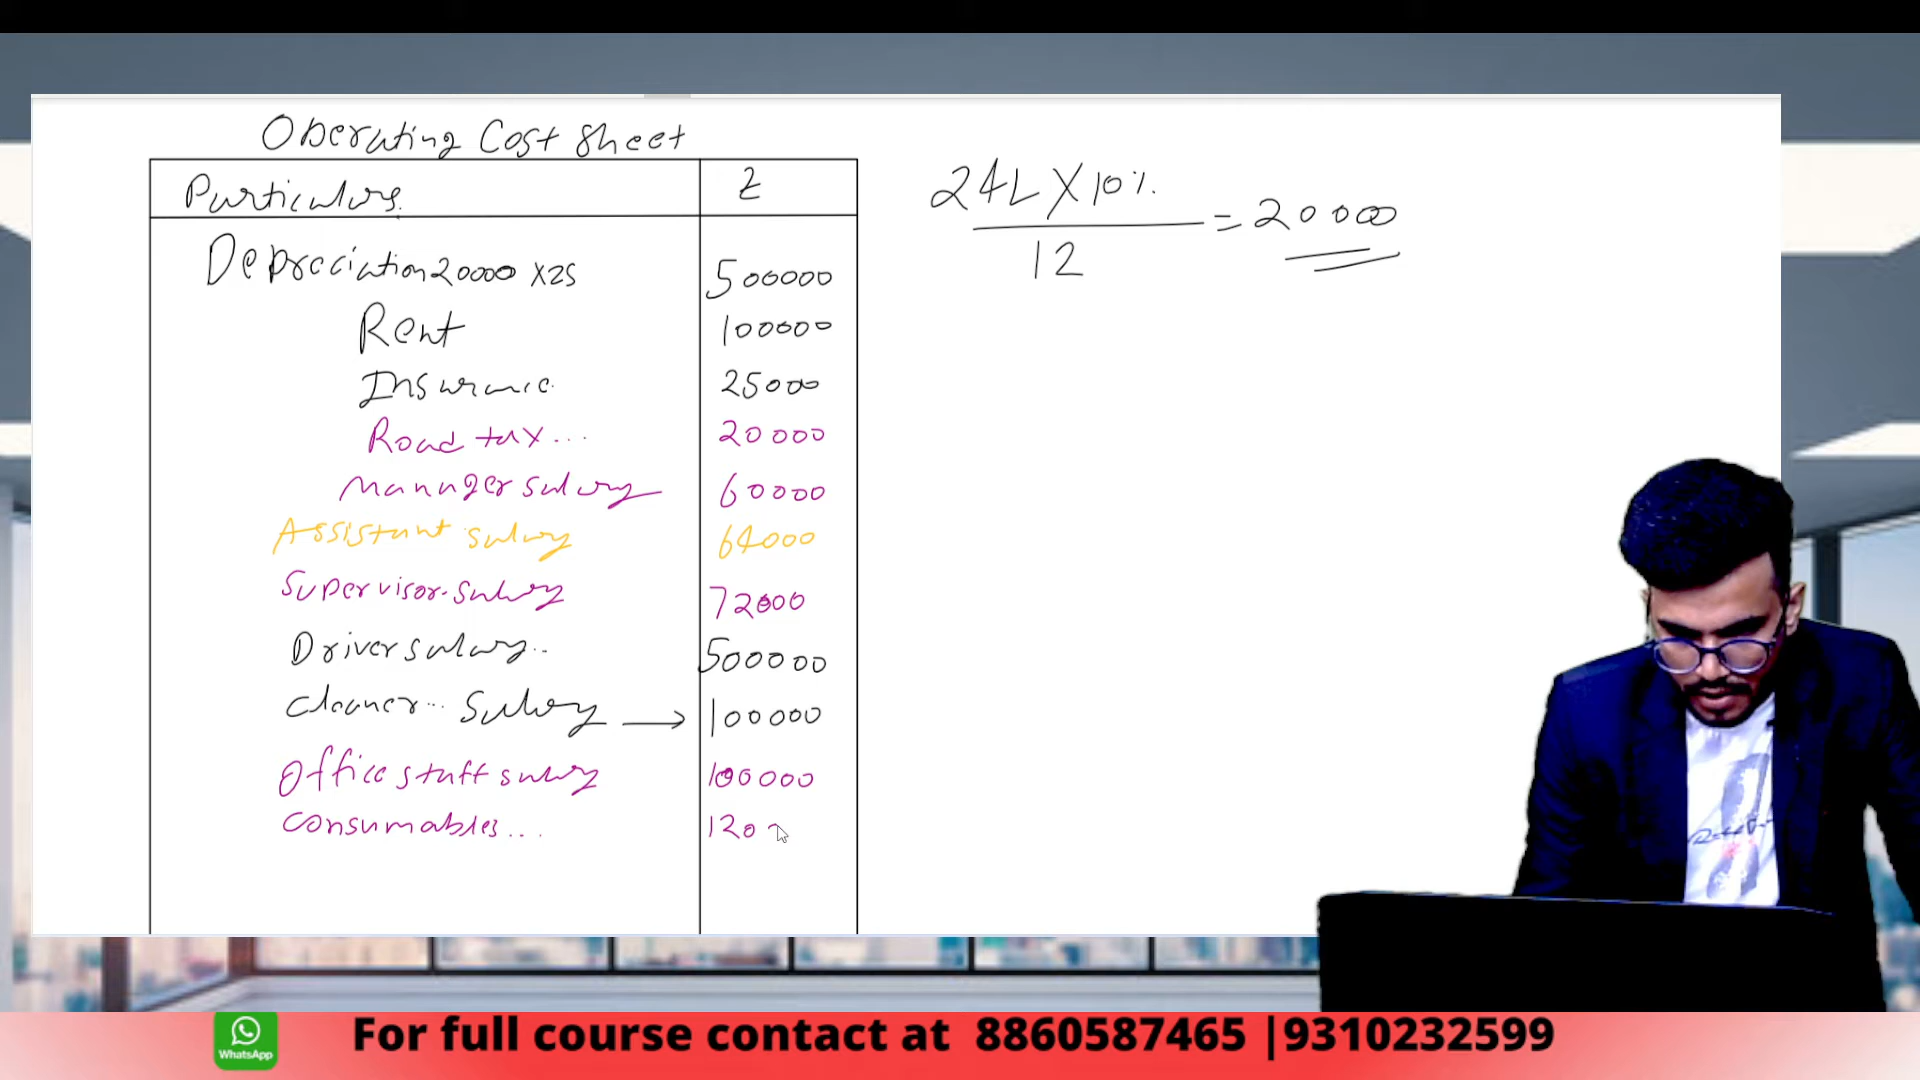 Operating Cost Sheet
Particulars. ₹
Depreciation 20000 X25 500000
Rent 100000
Insurance. 25000
Road tax... 20000
Manager salary 60000
Assistant salary 64000
Supervisor. Salary 72000
Driver salary.. 500000
Cleaner... Salary → 100000
Office staff salary 100000
Consumables... 120
24L X 10%
12
= 20000
WhatsApp
For full course contact at 8860587465 |9310232599